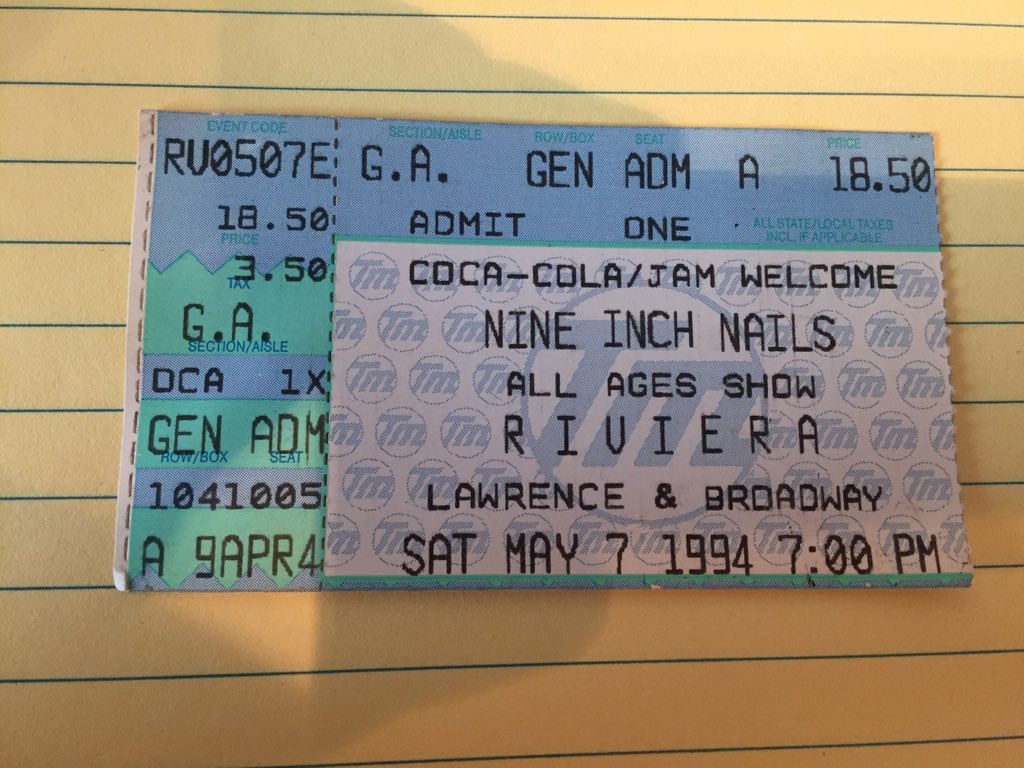 EVENT CODE
RV0507E
18.50
PRICE
3.50
TAX
G.A.
SECTION/AISLE
OCA 1X
GEN ADM
ROW/BOX SEAT
1041005
A 9APR4
SECTION/AISLE ROW/BOX SEAT PRICE
G.A. GEN ADM A 18.50
ADMIT ONE
ALL STATE/LOCAL TAXES
INCL. IF APPLICABLE
COCA-COLA/JAM WELCOME
NINE INCH NAILS
ALL AGES SHOW
RIVIERA
LAWRENCE & BROADWAY
SAT MAY 7 1994 7:00 PM